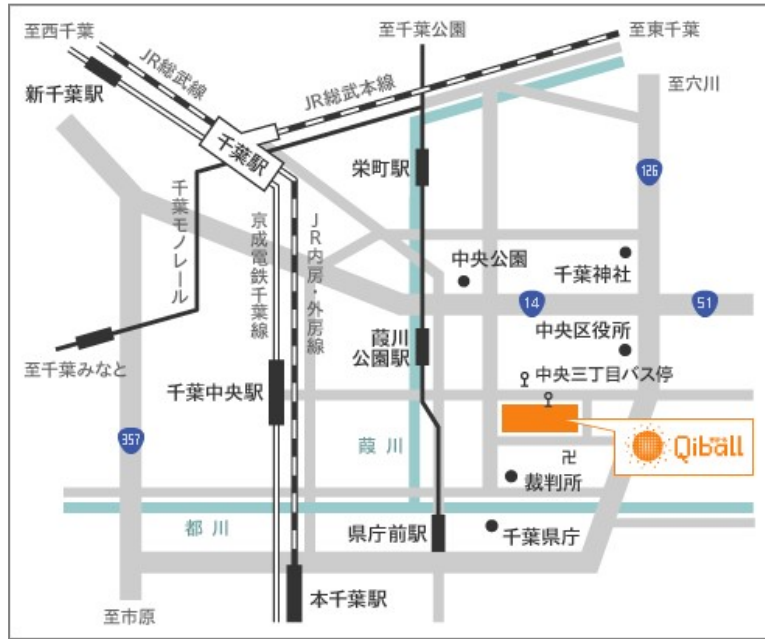 至西千葉
至千葉公園
至東千葉
JR総武線
JR総武本線
新千葉駅
至穴川
千葉駅
栄町駅
126
千葉モノレール
京成電鉄千葉線
JR内房・外房線
中央公園
千葉神社
14
51
葭川
公園駅
中央区役所
至千葉みなと
千葉中央駅
中央三丁目バス停
357
葭川
Qiball
卍
裁判所
都川
県庁前駅
千葉県庁
本千葉駅
至市原